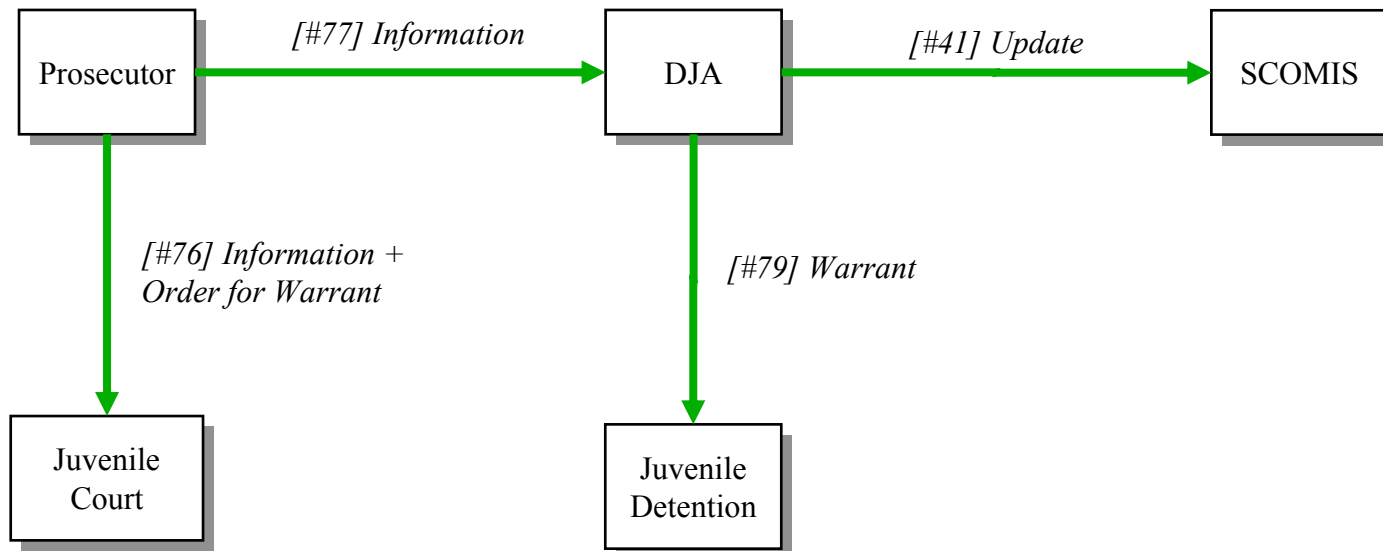 [#77] Information
[#41] Update
Prosecutor
DJA
SCOMIS
[#76] Information +
Order for Warrant
[#79] Warrant
Juvenile
Court
Juvenile
Detention